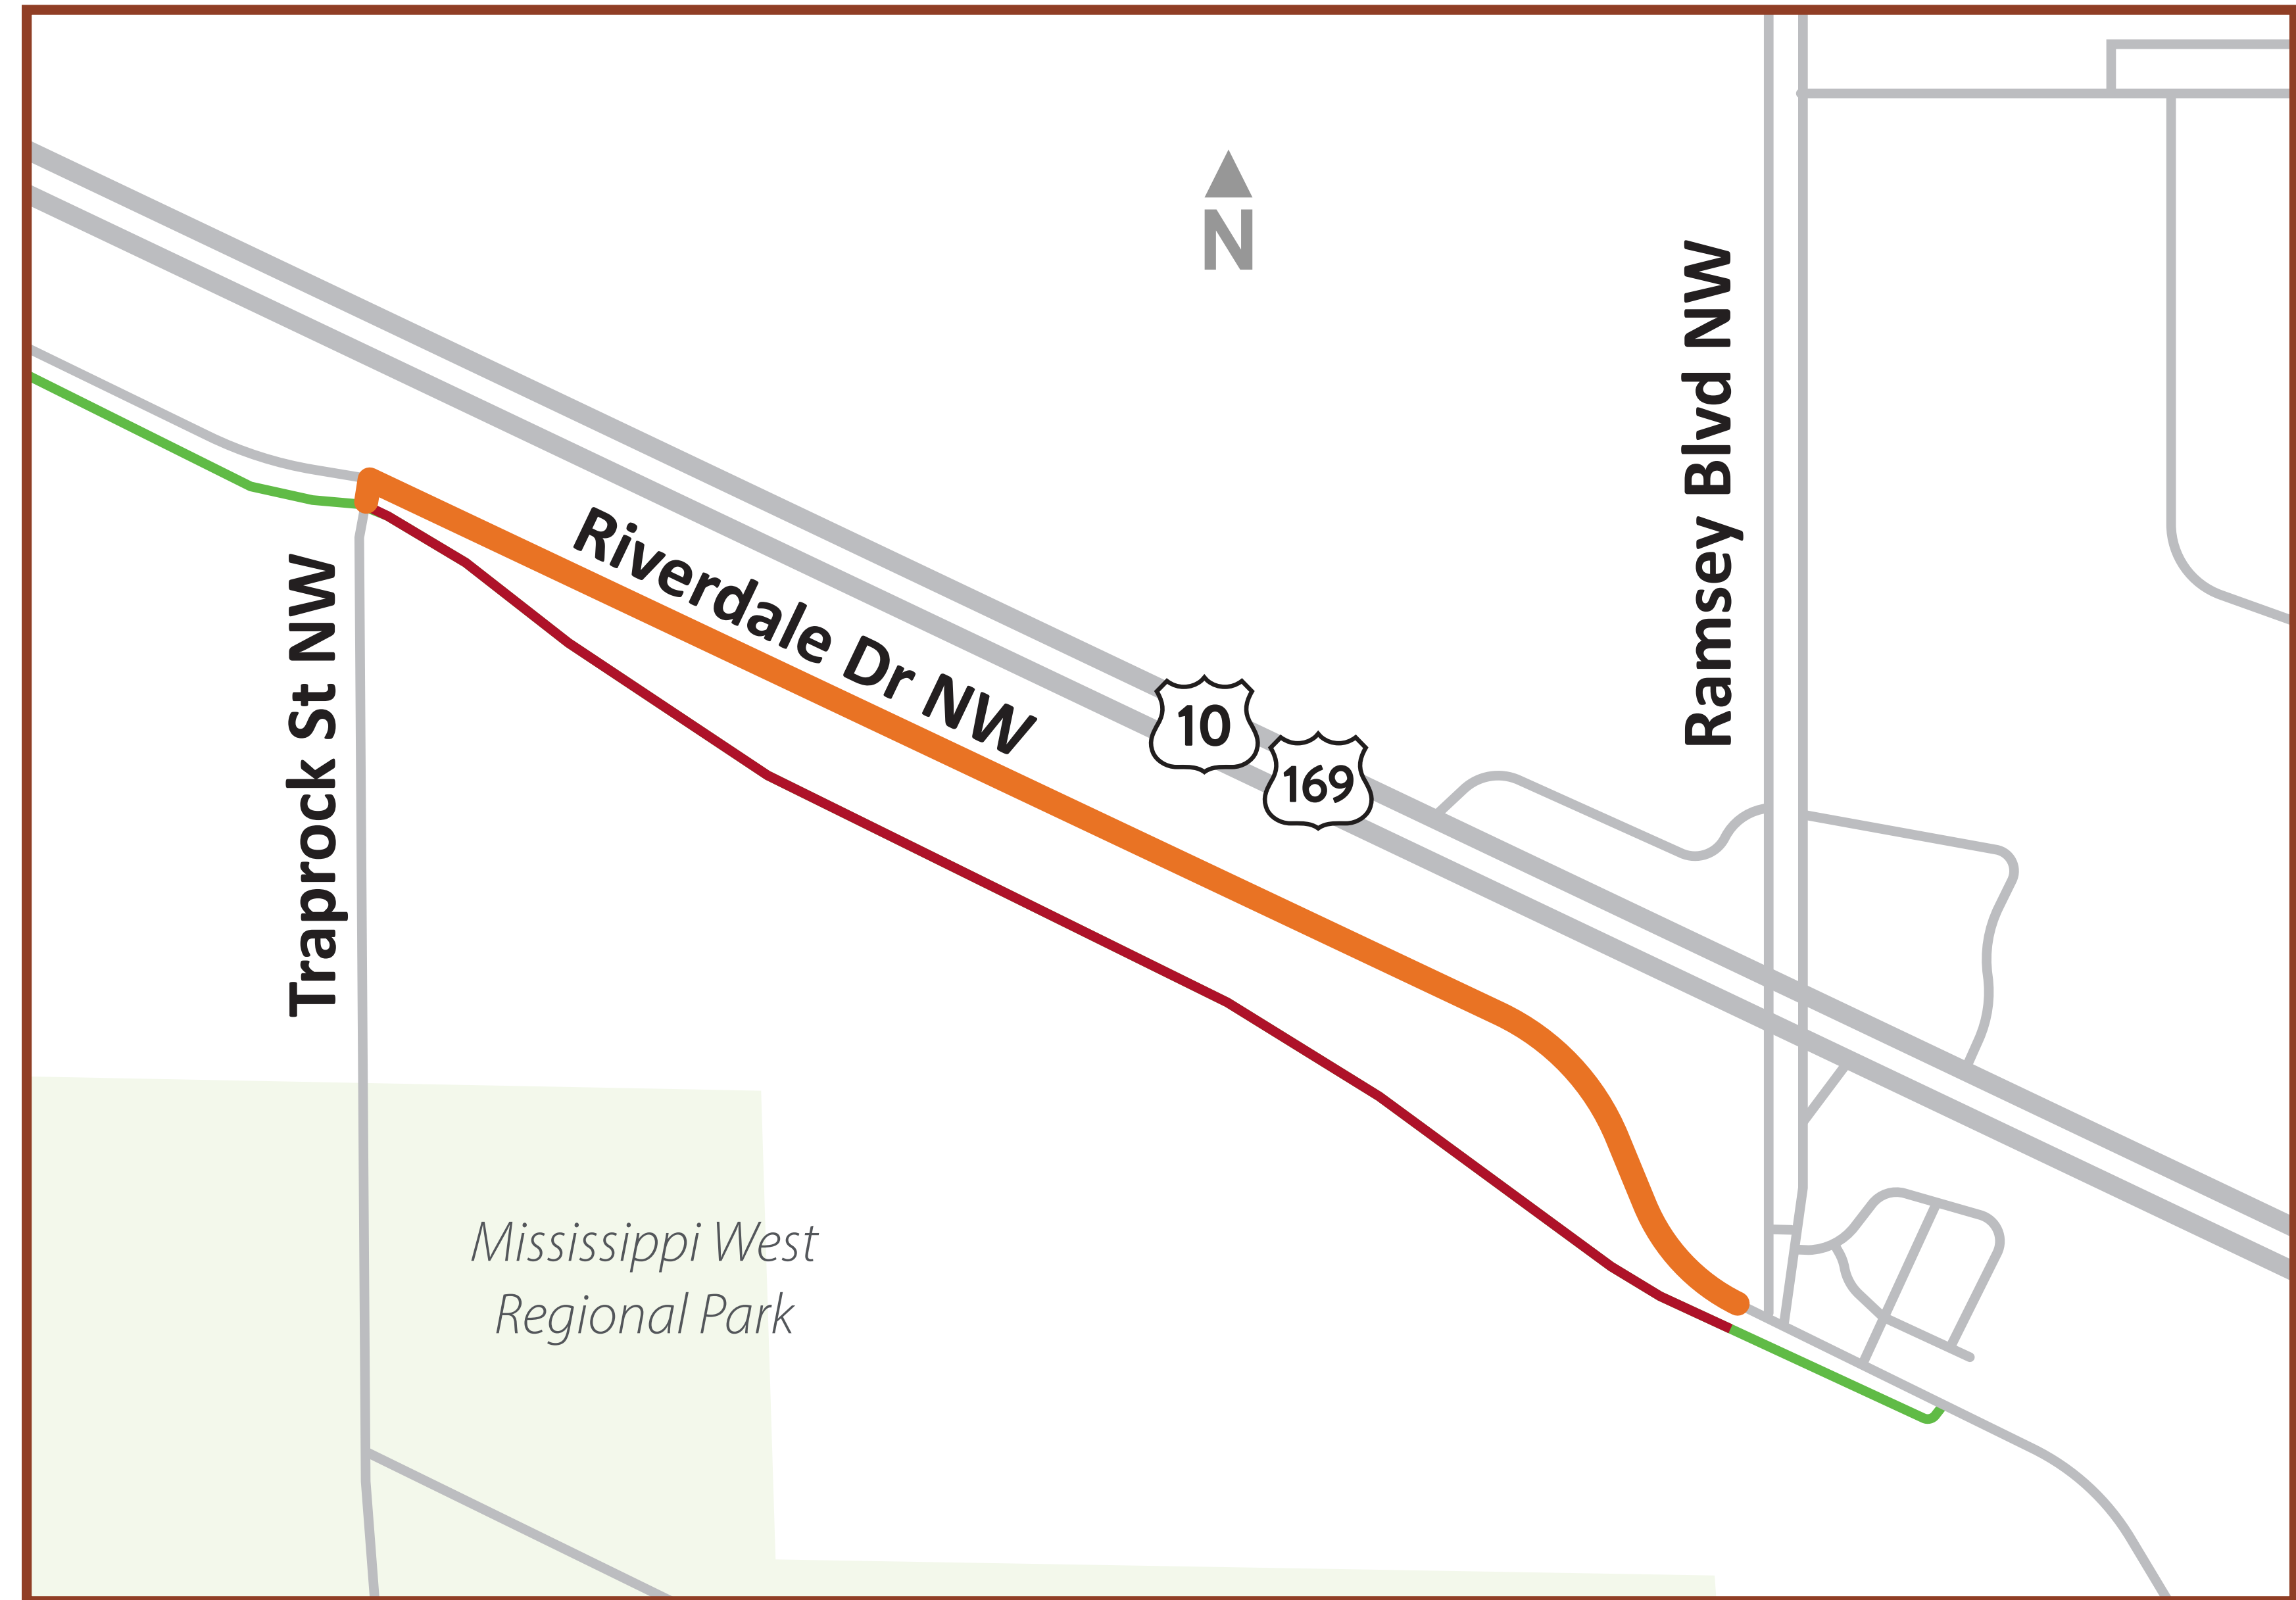 N
Ramsey Blvd NW
Riverdale Dr NW
Traprock St NW
10
169
Mississippi West
Regional Park